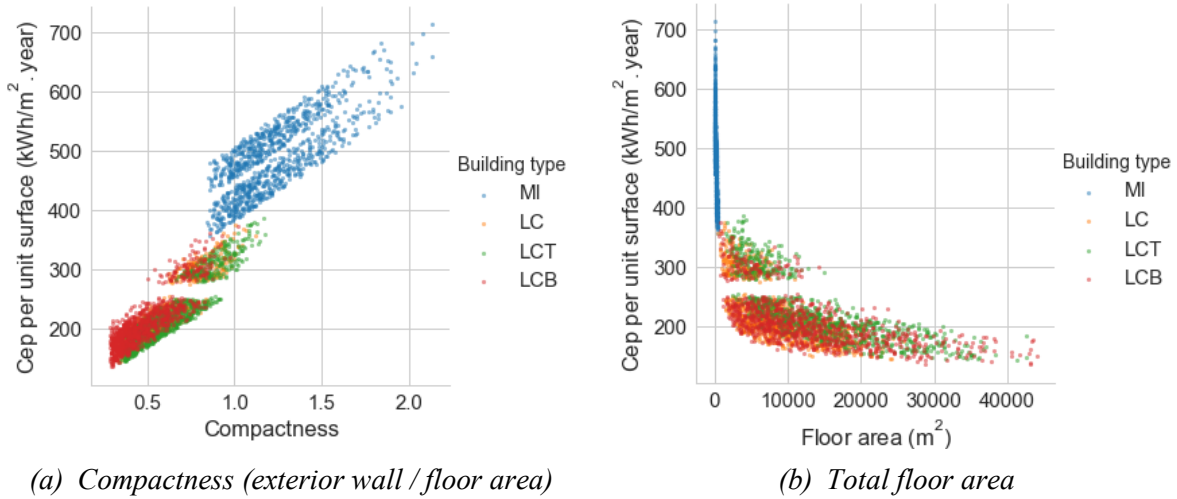 Cep per unit surface (kWh/m². year)
700
600
500
400
300
200
0.5 1.0 1.5 2.0
Compactness
Building type
MI
LC
LCT
LCB
(a) Compactness (exterior wall / floor area)
Cep per unit surface (kWh/m². year)
700
600
500
400
300
200
0 10000 20000 30000 40000
Floor area (m²)
Building type
MI
LC
LCT
LCB
(b) Total floor area